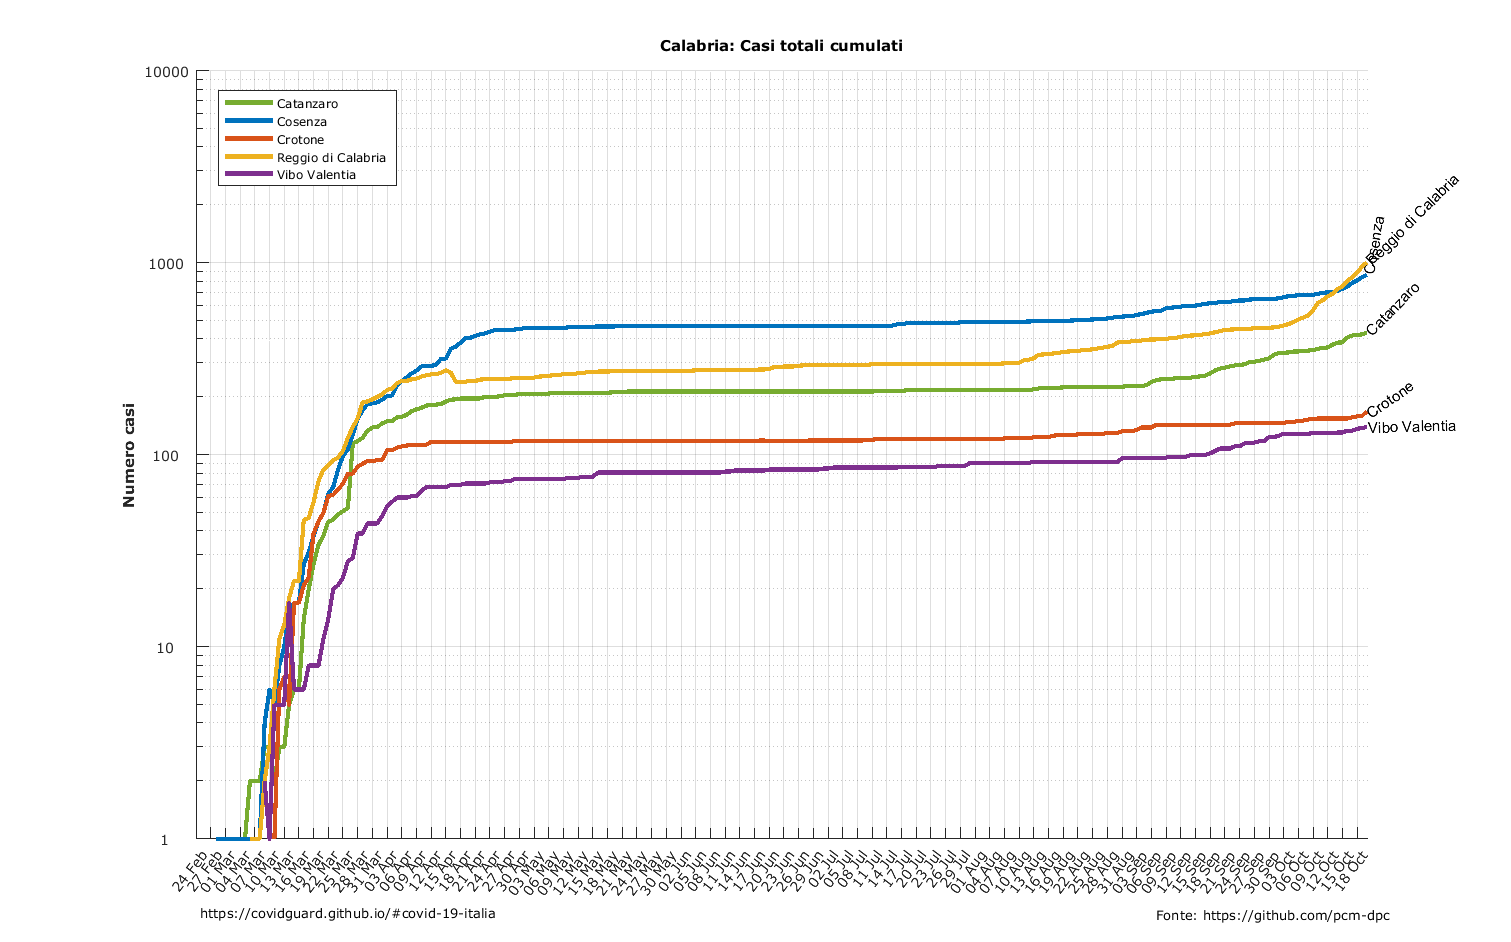 Calabria: Casi totali cumulati
10000
1000
100
10
1
Numero casi
Catanzaro
Cosenza
Crotone
Reggio di Calabria
Vibo Valentia
Cosenza
Reggio di Calabria
Catanzaro
Crotone
Vibo Valentia
24 Feb
27 Feb
01 Mar
04 Mar
07 Mar
10 Mar
13 Mar
16 Mar
19 Mar
22 Mar
25 Mar
28 Mar
31 Mar
03 Apr
06 Apr
09 Apr
12 Apr
15 Apr
18 Apr
21 Apr
24 Apr
27 Apr
30 Apr
03 May
06 May
09 May
12 May
15 May
18 May
21 May
24 May
27 May
30 May
02 Jun
05 Jun
08 Jun
11 Jun
14 Jun
17 Jun
20 Jun
23 Jun
26 Jun
29 Jun
02 Jul
05 Jul
08 Jul
11 Jul
14 Jul
17 Jul
20 Jul
23 Jul
26 Jul
29 Jul
01 Aug
04 Aug
07 Aug
10 Aug
13 Aug
16 Aug
19 Aug
22 Aug
25 Aug
28 Aug
31 Aug
03 Sep
06 Sep
09 Sep
12 Sep
15 Sep
18 Sep
21 Sep
24 Sep
27 Sep
30 Sep
03 Oct
06 Oct
09 Oct
12 Oct
15 Oct
18 Oct
https://covidguard.github.io/#covid-19-italia
Fonte: https://github.com/pcm-dpc